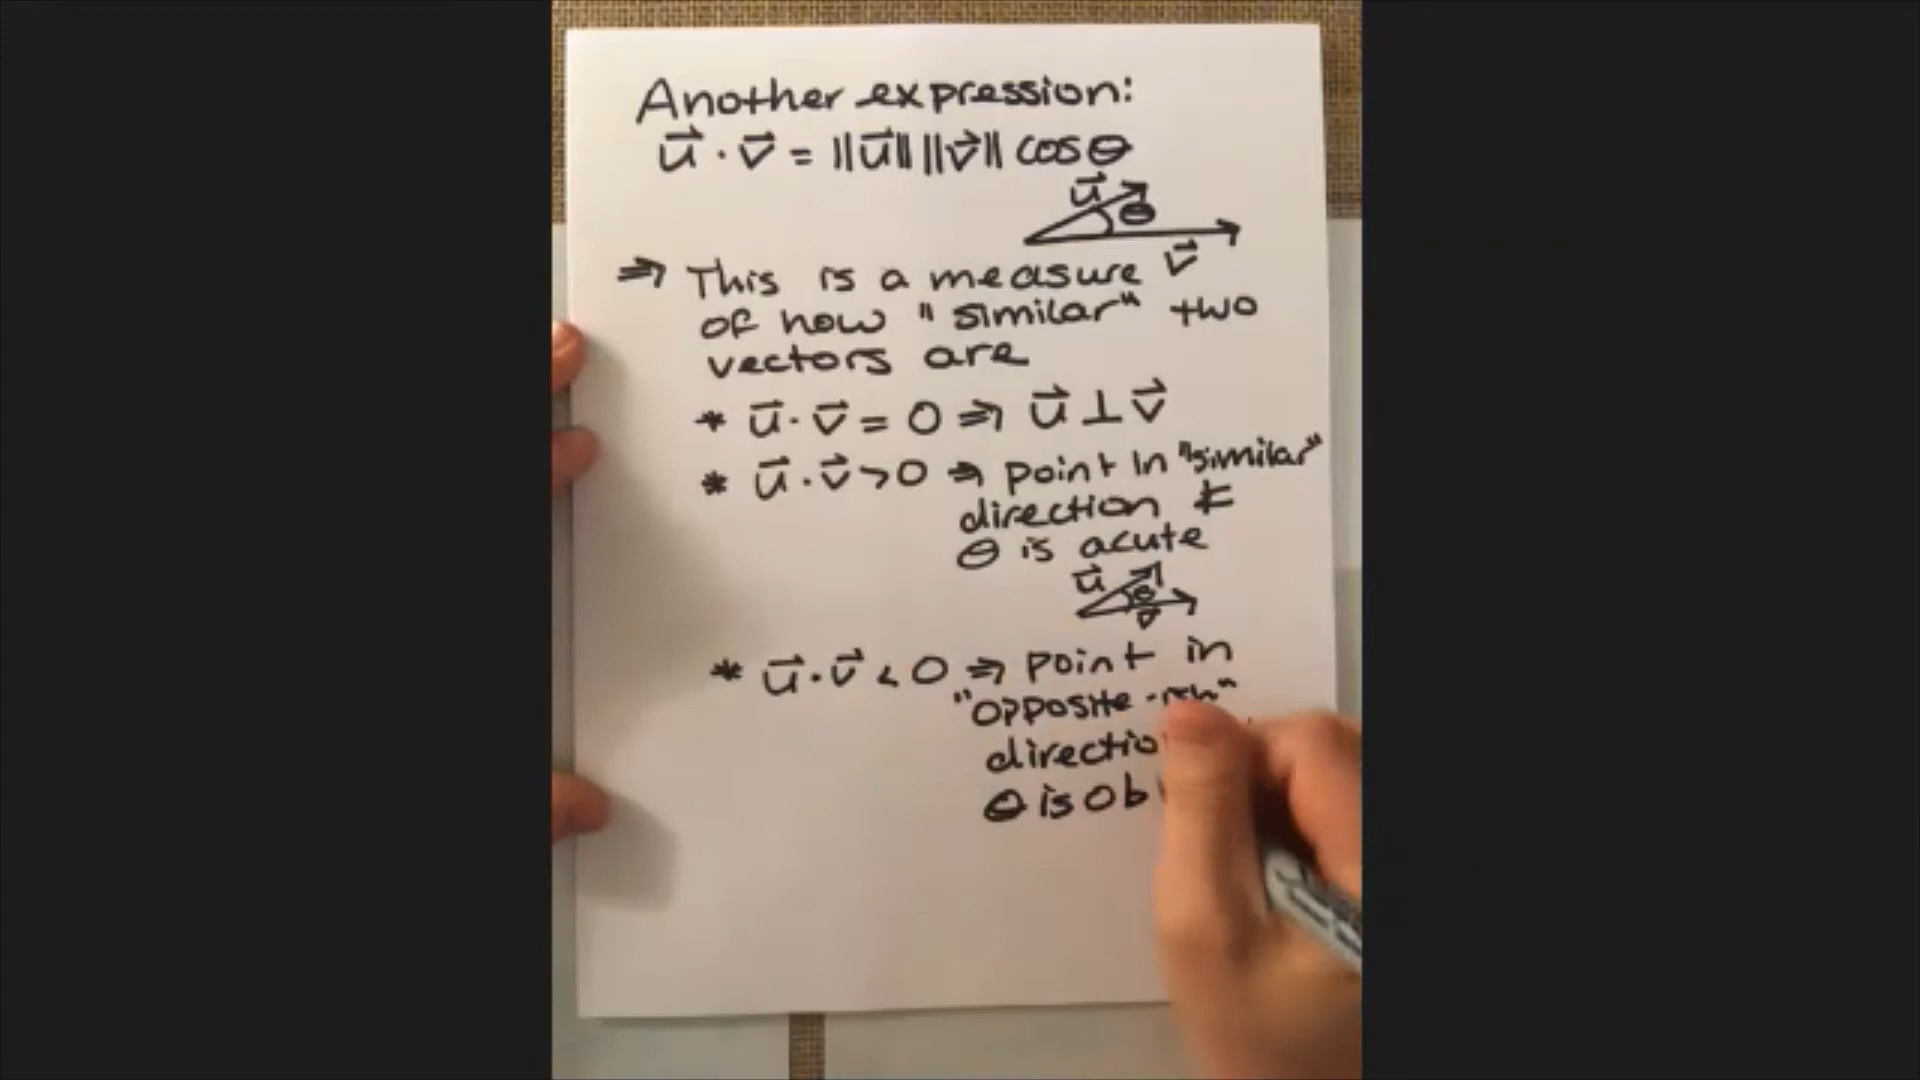 Another expression:
u⃗ · v⃗ = ||u⃗|| ||v⃗|| cos θ
u⃗
θ
v⃗
⇒ This is a measure
of how "similar" two
vectors are
* u⃗ · v⃗ = 0 ⇒ u⃗ ⊥ v⃗
* u⃗ · v⃗ > 0 ⇒ point in "similar"
direction &
θ is acute
u⃗
θ
v⃗
* u⃗ · v⃗ < 0 ⇒ point in
"opposite-ish"
θ is